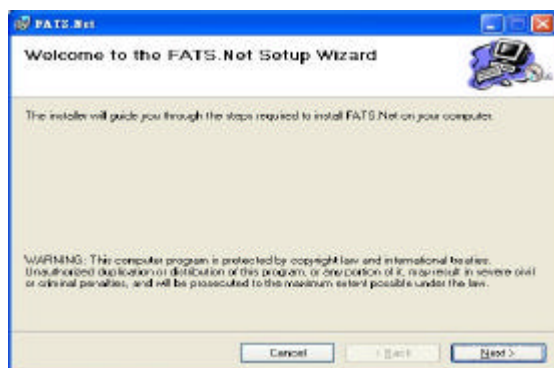 FATS.Net
Welcome to the FATS.Net Setup Wizard
The installer will guide you through the steps required to install FATS.Net on your computer.
WARNING: This computer program is protected by copyright law and international treaties.
Unauthorized duplication or distribution of this program, or any portion of it, may result in severe civil
or criminal penalties, and will be prosecuted to the maximum extent possible under the law.
Cancel
< Back
Next >